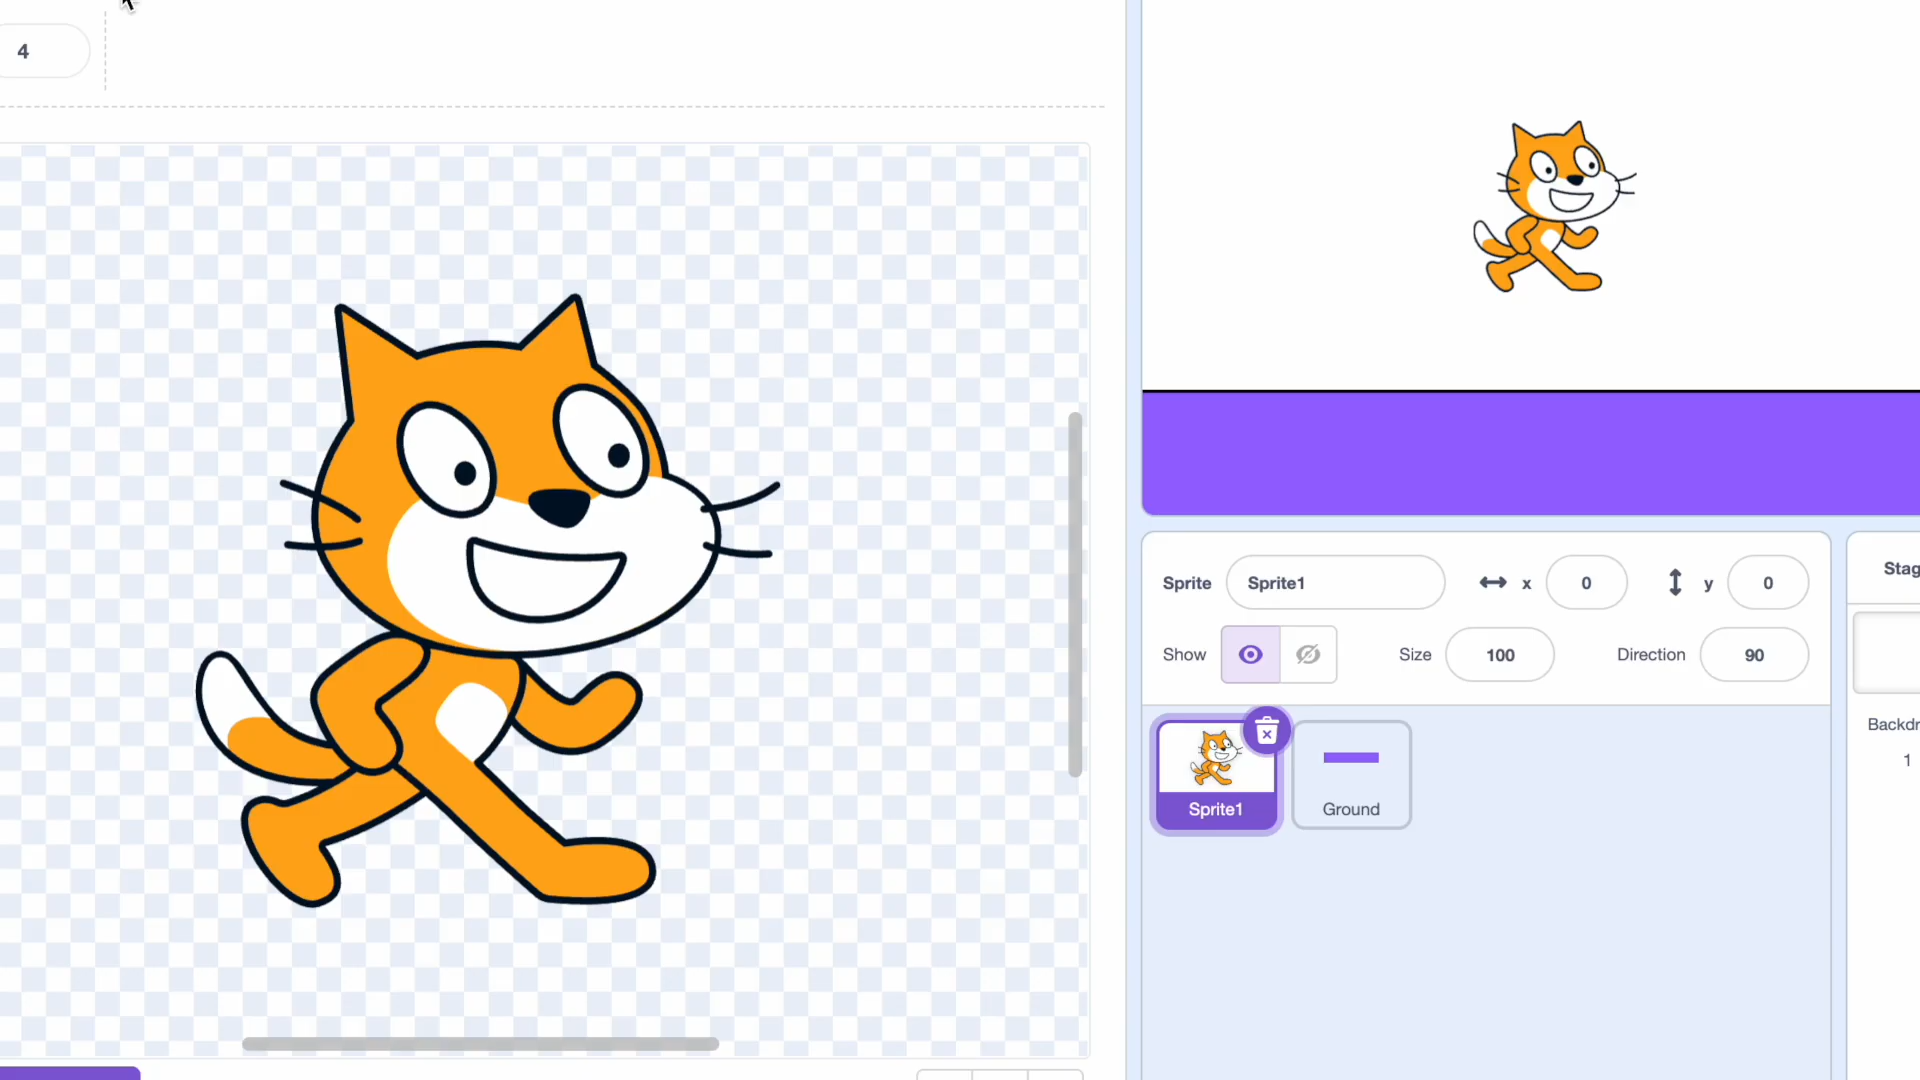 4
Sprite Sprite1 x 0 y 0
Show Size 100 Direction 90
Sprite1
Ground
Stag
Backdr
1